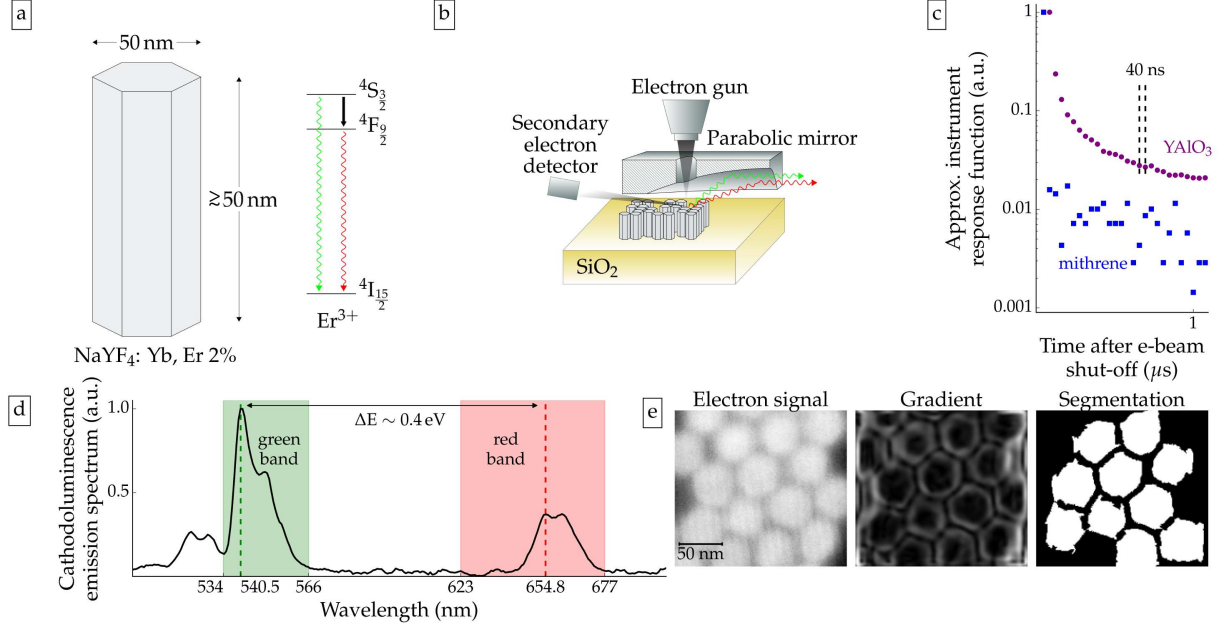 a
50 nm
≳50 nm
NaYF₄: Yb, Er 2%
⁴S₃⁄₂
⁴F₉⁄₂
⁴I₁₅⁄₂
Er³⁺
b
Electron gun
Secondary
electron
detector
Parabolic mirror
SiO₂
c
Approx. instrument
response function (a.u.)
1
0.1
0.01
0.001
40 ns
YAlO₃
mithrene
1
Time after e-beam
shut-off (μs)
d
Cathodoluminescence
emission spectrum (a.u.)
1.0
0.5
green
band
ΔE ∼ 0.4 eV
red
band
534
540.5
566
623
654.8
677
Wavelength (nm)
e
Electron signal
Gradient
Segmentation
50 nm